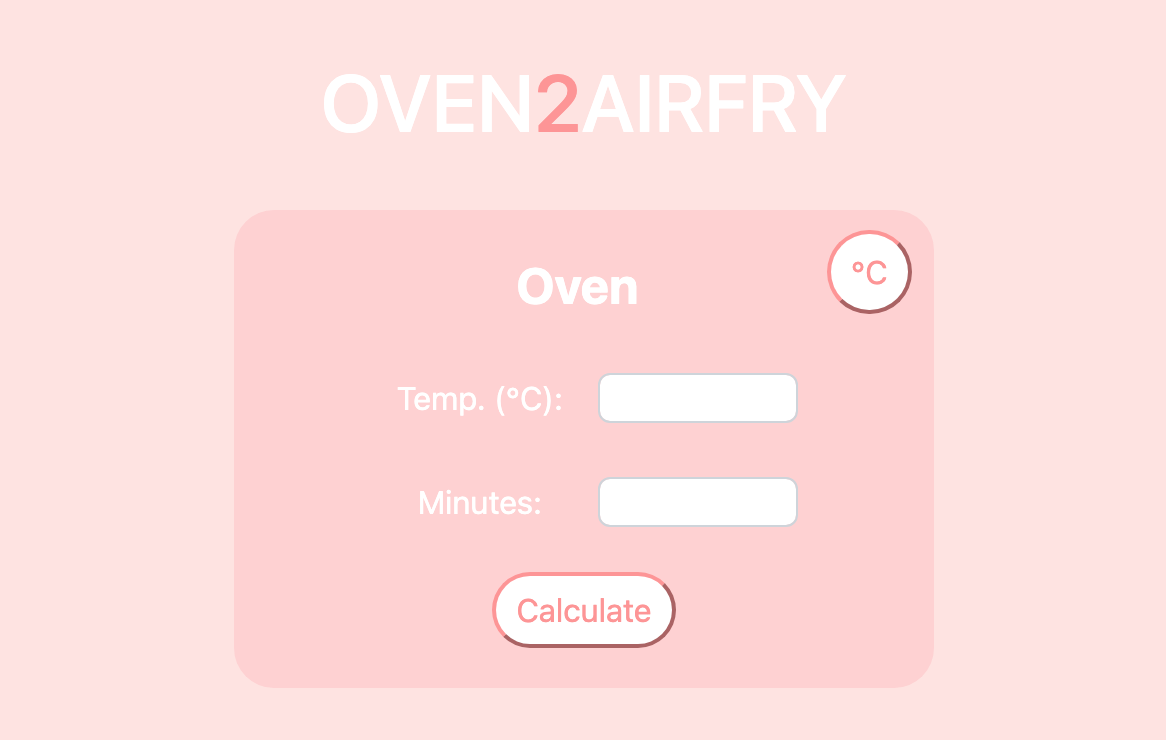 OVEN2AIRFRY
Oven
°C
Temp. (°C):
Minutes:
Calculate